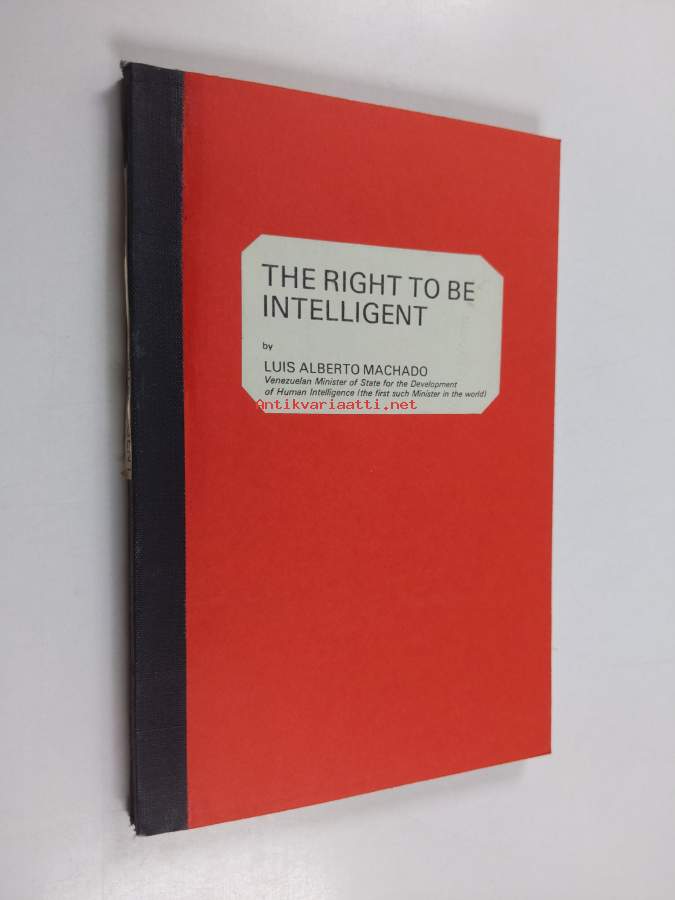 THE RIGHT TO BE
INTELLIGENT
by
LUIS ALBERTO MACHADO
Venezuelan Minister of State for the Development
of Human Intelligence (the first such Minister in the world)
Antikvariaatti.net